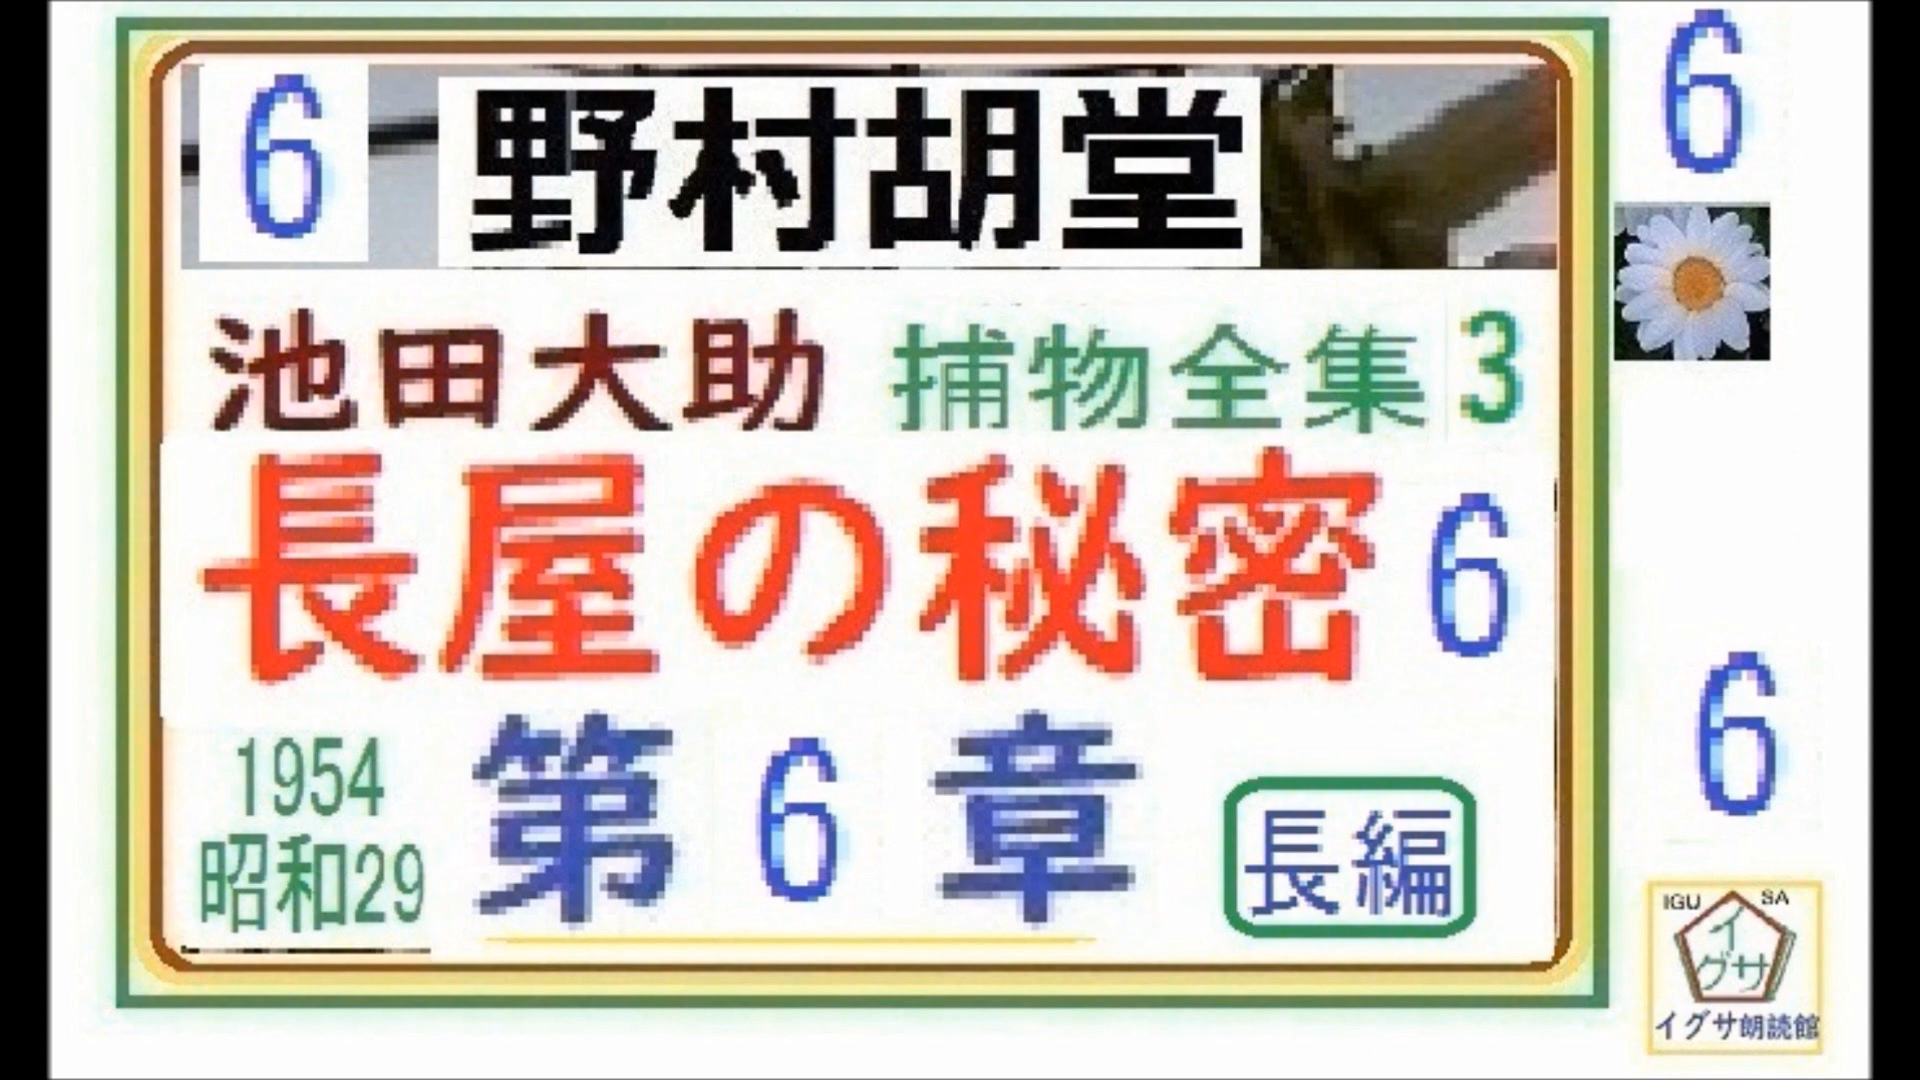 6 野村胡堂 6
池田大助 捕物全集 3
長屋の秘密 6
1954 第6章 長編 6
昭和29
IGU SA
イ
グサ
イグサ朗読館